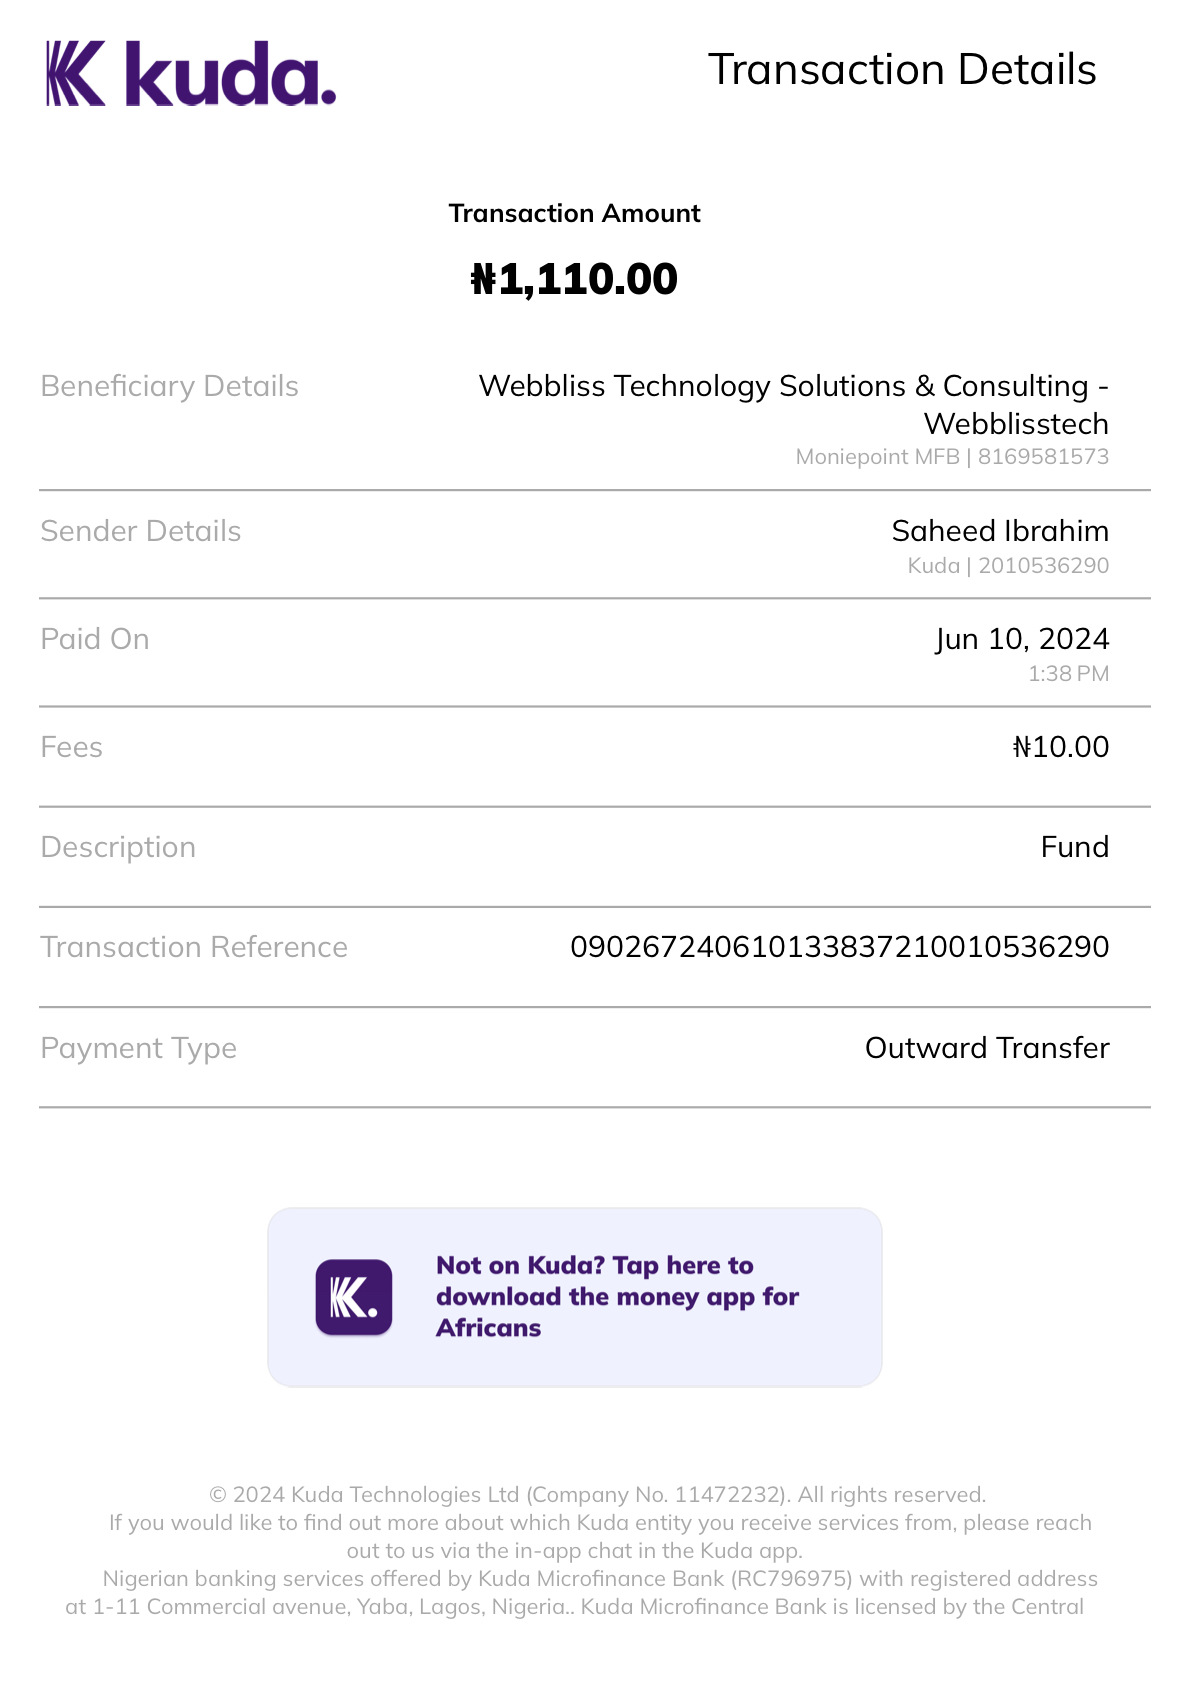 kuda.
Transaction Details
Transaction Amount
₦1,110.00
Beneficiary Details
Webbliss Technology Solutions & Consulting -
Webblisstech
Moniepoint MFB | 8169581573
Sender Details
Saheed Ibrahim
Kuda | 2010536290
Paid On
Jun 10, 2024
1:38 PM
Fees
₦10.00
Description
Fund
Transaction Reference
090267240610133837210010536290
Payment Type
Outward Transfer
K.
Not on Kuda? Tap here to
download the money app for
Africans
© 2024 Kuda Technologies Ltd (Company No. 11472232). All rights reserved.
If you would like to find out more about which Kuda entity you receive services from, please reach
out to us via the in-app chat in the Kuda app.
Nigerian banking services offered by Kuda Microfinance Bank (RC796975) with registered address
at 1-11 Commercial avenue, Yaba, Lagos, Nigeria.. Kuda Microfinance Bank is licensed by the Central